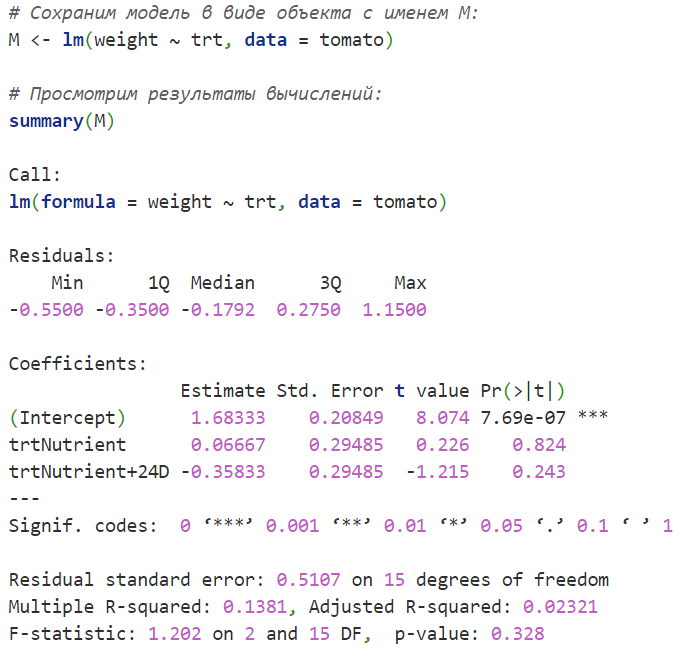 # Сохраним модель в виде объекта с именем M:
M <- lm(weight ~ trt, data = tomato)
# Просмотрим результаты вычислений:
summary(M)
Call:
lm(formula = weight ~ trt, data = tomato)
Residuals:
Min 1Q Median 3Q Max
-0.5500 -0.3500 -0.1792 0.2750 1.1500
Coefficients:
Estimate Std. Error t value Pr(>|t|)
(Intercept) 1.68333 0.20849 8.074 7.69e-07 ***
trtNutrient 0.06667 0.29485 0.226 0.824
trtNutrient+24D -0.35833 0.29485 -1.215 0.243
---
Signif. codes: 0 ‘***’ 0.001 ‘**’ 0.01 ‘*’ 0.05 ‘.’ 0.1 ‘ ’ 1
Residual standard error: 0.5107 on 15 degrees of freedom
Multiple R-squared: 0.1381, Adjusted R-squared: 0.02321
F-statistic: 1.202 on 2 and 15 DF, p-value: 0.328